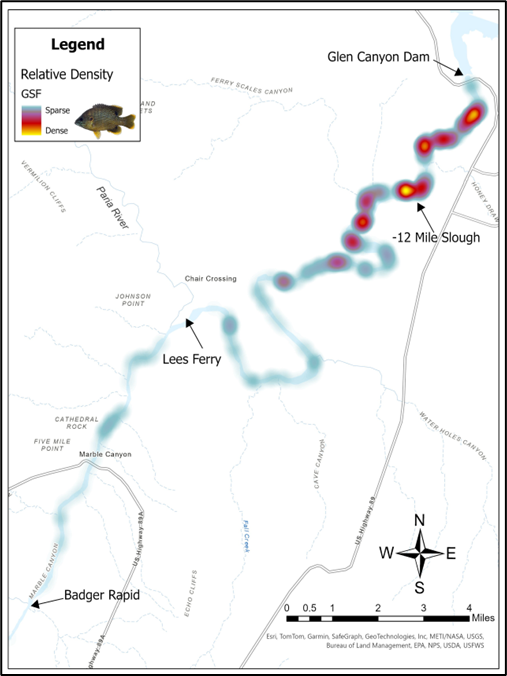 Legend
Relative Density
GSF
Sparse
Dense
Glen Canyon Dam
FERRY SCALES CANYON
AND
ETS
VERMILION CLIFFS
Paria River
HONEY DRAW
-12 Mile Slough
Chair Crossing
JOHNSON
POINT
Lees Ferry
CATHEDRAL
ROCK
FIVE MILE
POINT
Marble Canyon
WATER HOLES CANYON
CAVE CANYON
US Highway 89
US Highway 89A
Fall Creek
MARBLE CANYON
ECHO CLIFFS
Badger Rapid
ghway 89A
N
W E
S
0 0.5 1 2 3 4
Miles
Esri, TomTom, Garmin, SafeGraph, GeoTechnologies, Inc, METI/NASA, USGS,
Bureau of Land Management, EPA, NPS, USDA, USFWS